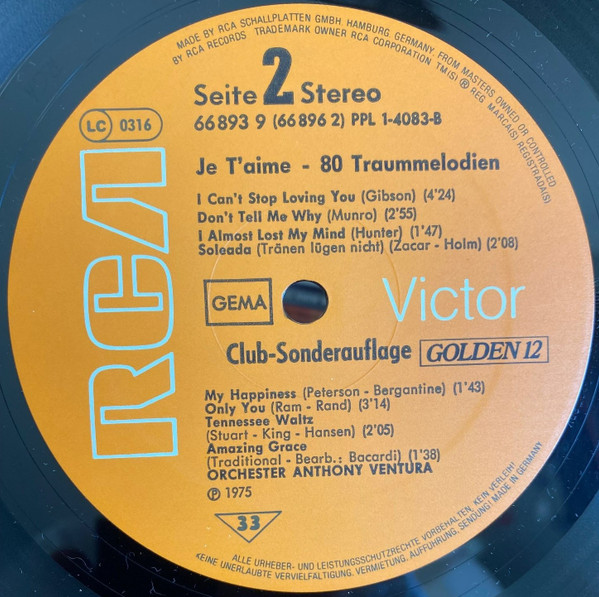 MADE BY RCA SCHALLPLATTEN GMBH, HAMBURG, GERMANY, FROM MASTERS OWNED OR CONTROLLED
BY RCA RECORDS TRADEMARK OWNER RCA CORPORATION TM(S) ® REG MARCA(S) REGISTRADA(S)
Seite 2 Stereo
66 893 9 (66 896 2) PPL 1-4083-B
LC 0316
Je T'aime - 80 Traummelodien
I Can't Stop Loving You (Gibson) (4'24)
Don't Tell Me Why (Munro) (2'55)
I Almost Lost My Mind (Hunter) (1'47)
Soleada (Tränen lügen nicht) (Zacar - Holm) (2'08)
RCA
GEMA
Victor
Club-Sonderauflage GOLDEN 12
My Happiness (Peterson - Bergantine) (1'43)
Only You (Ram - Rand) (3'14)
Tennessee Waltz
(Stuart - King - Hansen) (2'05)
Amazing Grace
(Traditional - Bearb.: Bacardi) (1'38)
ORCHESTER ANTHONY VENTURA
℗ 1975
33
ALLE URHEBER- UND LEISTUNGSSCHUTZRECHTE VORBEHALTEN, KEIN VERLEIH!
KEINE UNERLAUBTE VERVIELFÄLTIGUNG, VERMIETUNG, AUFFÜHRUNG, SENDUNG! MADE IN GERMANY